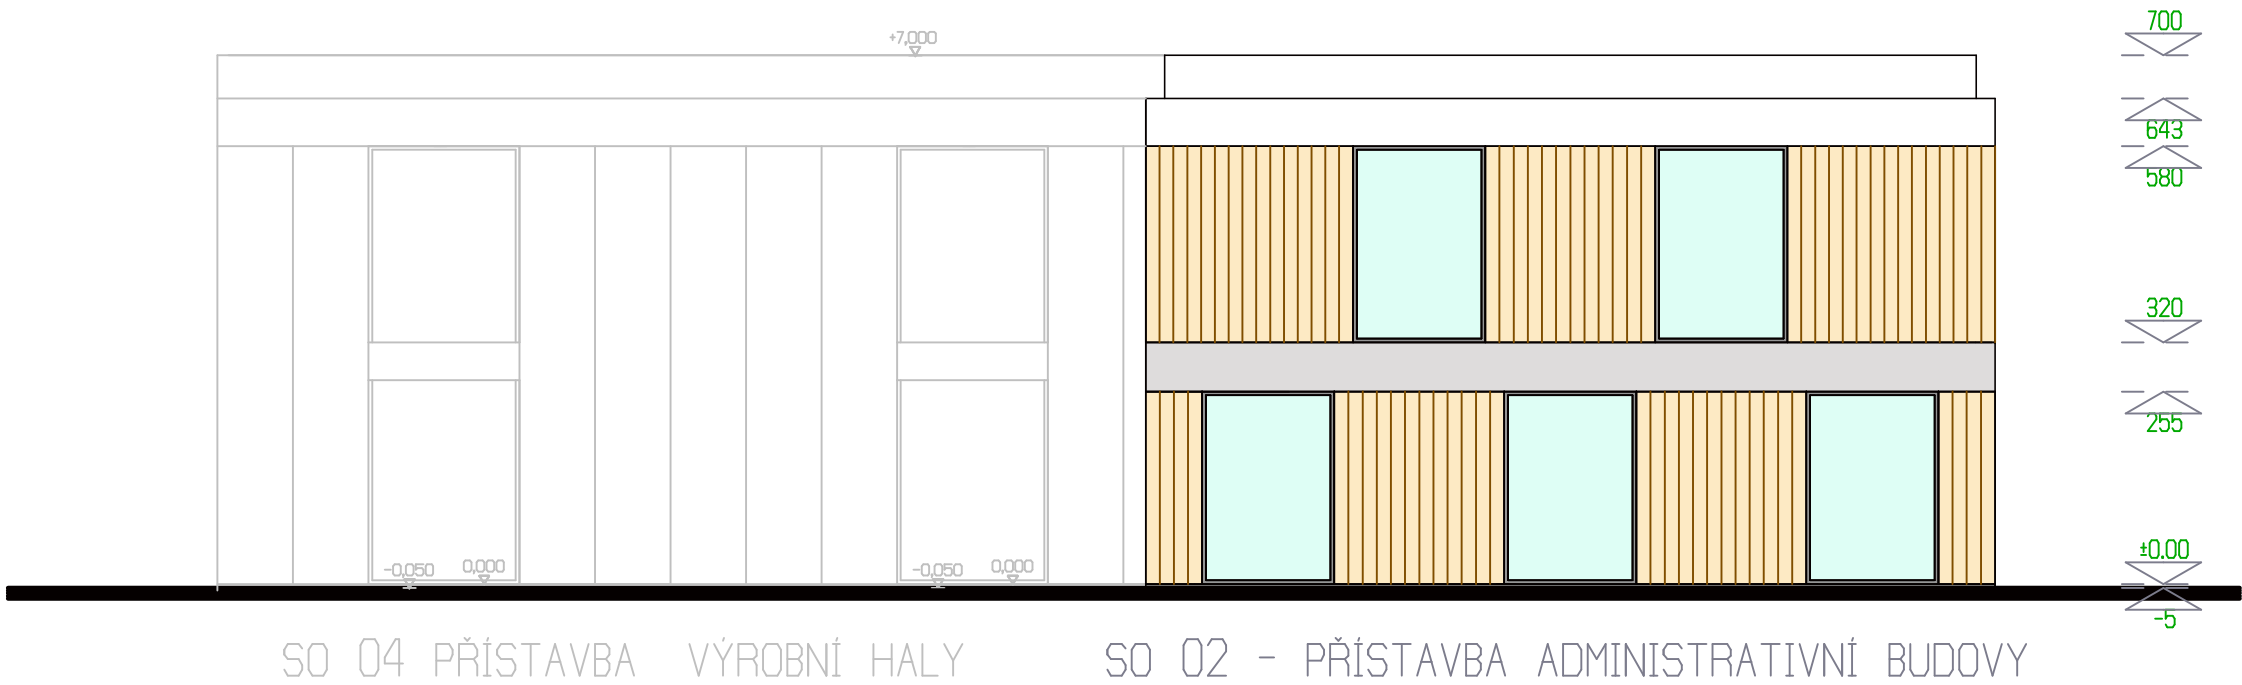 700
+7,000
643
580
320
255
±0.00
-0,050 0,000 -0,050 0,000
-5
SO 04 PŘÍSTAVBA VÝROBNÍ HALY
SO 02 - PŘÍSTAVBA ADMINISTRATIVNÍ BUDOVY